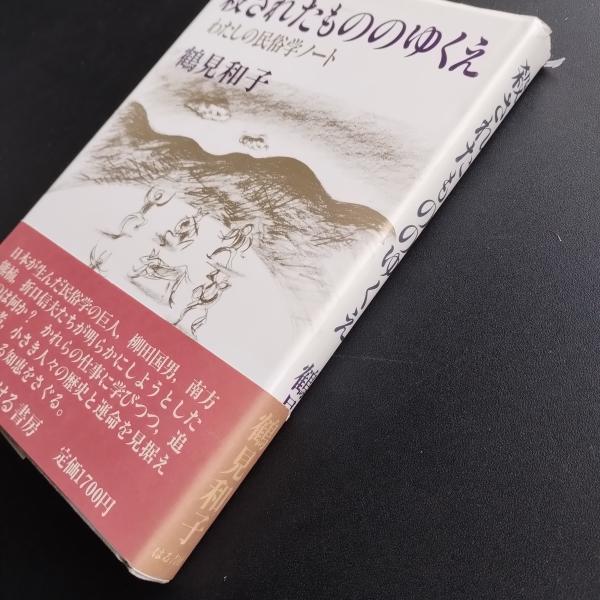 殺されたもののゆくえ
わたしの民俗学ノート
鶴見和子
日本が生んだ民俗学の巨人、柳田国男、南方
熊楠、折口信夫たちが明らかにしようとした
は何か? かれらの仕事に学びつつ、追
小さき人々の歴史と運命を見据え
る知恵をさぐる。
ける書房
定価1700円
殺されたもののゆくえ
鶴見
鶴見和子
はる